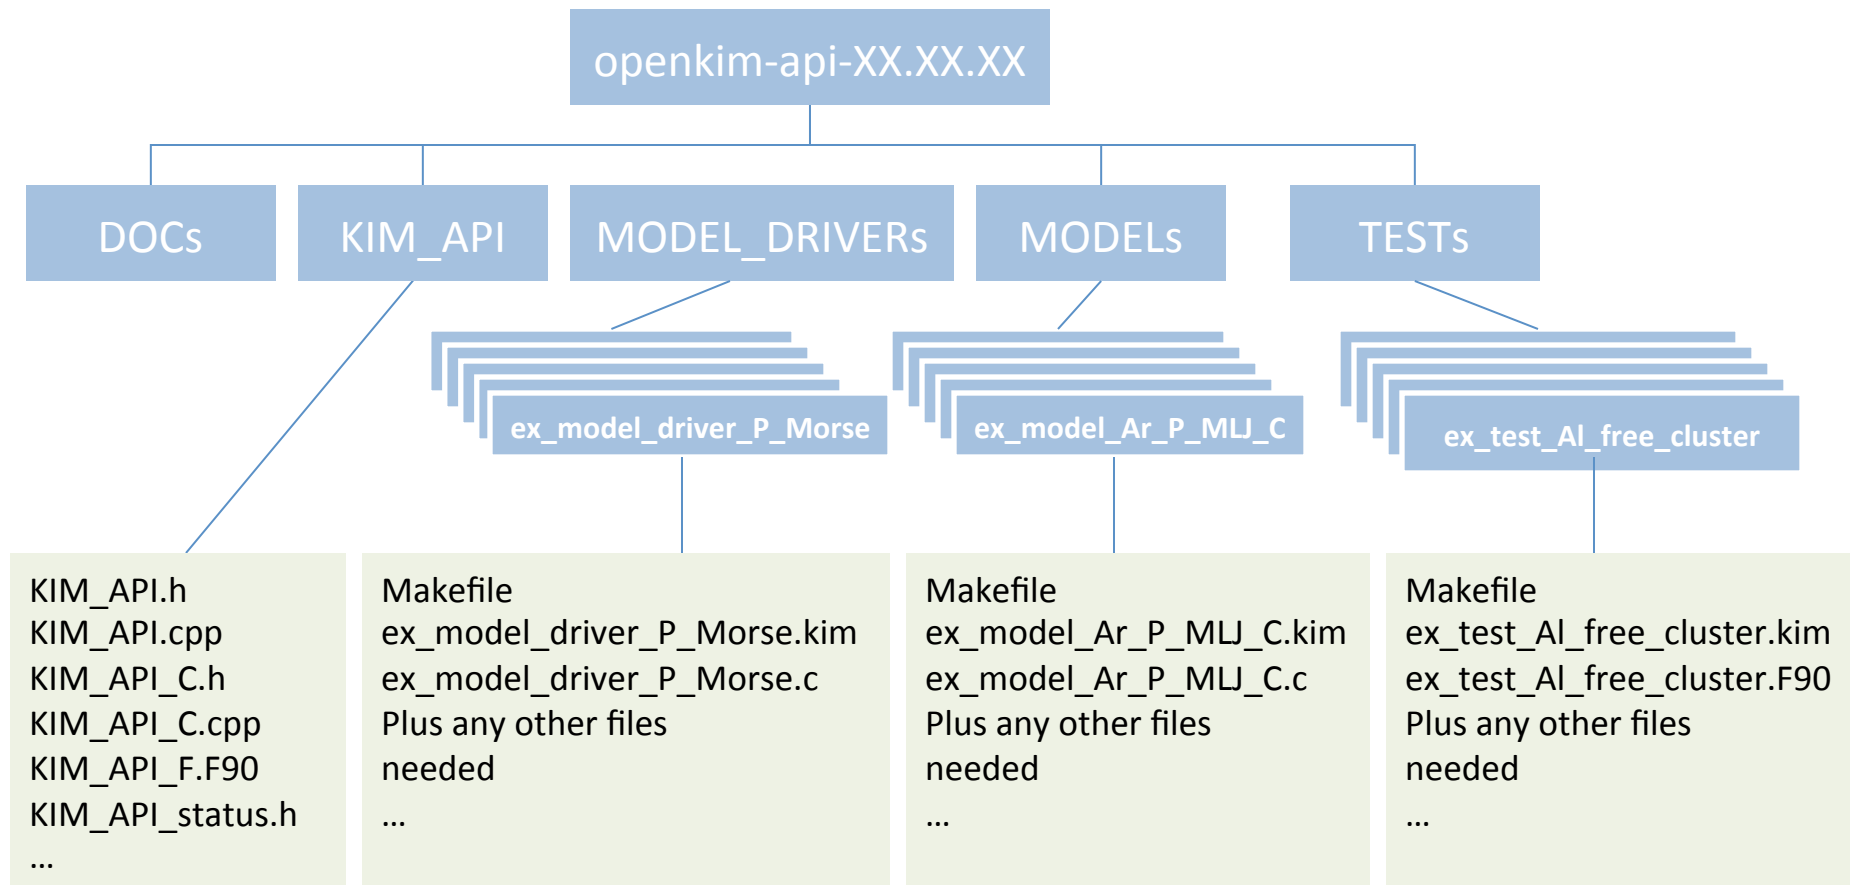 openkim-api-XX.XX.XX
DOCs
KIM_API
MODEL_DRIVERs
MODELs
TESTs
ex_model_driver_P_Morse
ex_model_Ar_P_MLJ_C
ex_test_Al_free_cluster
KIM_API.h
KIM_API.cpp
KIM_API_C.h
KIM_API_C.cpp
KIM_API_F.F90
KIM_API_status.h
…
Makefile
ex_model_driver_P_Morse.kim
ex_model_driver_P_Morse.c
Plus any other files
needed
…
Makefile
ex_model_Ar_P_MLJ_C.kim
ex_model_Ar_P_MLJ_C.c
Plus any other files
needed
…
Makefile
ex_test_Al_free_cluster.kim
ex_test_Al_free_cluster.F90
Plus any other files
needed
…